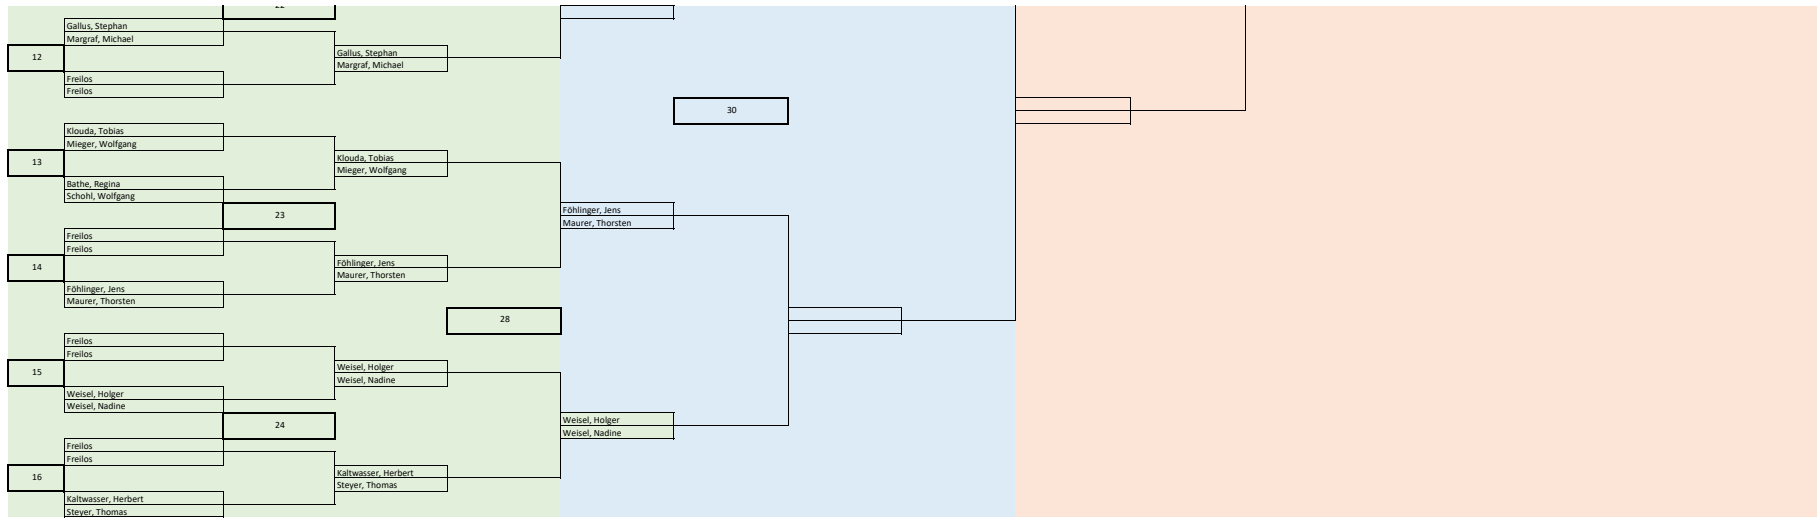 Gallus, Stephan
Margraf, Michael
12
Gallus, Stephan
Margraf, Michael
Freilos
Freilos
30
Klouda, Tobias
Mieger, Wolfgang
13
Klouda, Tobias
Mieger, Wolfgang
Bathe, Regina
Schohl, Wolfgang
23
Föhlinger, Jens
Maurer, Thorsten
Freilos
Freilos
14
Föhlinger, Jens
Maurer, Thorsten
Föhlinger, Jens
Maurer, Thorsten
28
Freilos
Freilos
15
Weisel, Holger
Weisel, Nadine
Weisel, Holger
Weisel, Nadine
24
Weisel, Holger
Weisel, Nadine
Freilos
Freilos
16
Kaltwasser, Herbert
Steyer, Thomas
Kaltwasser, Herbert
Steyer, Thomas